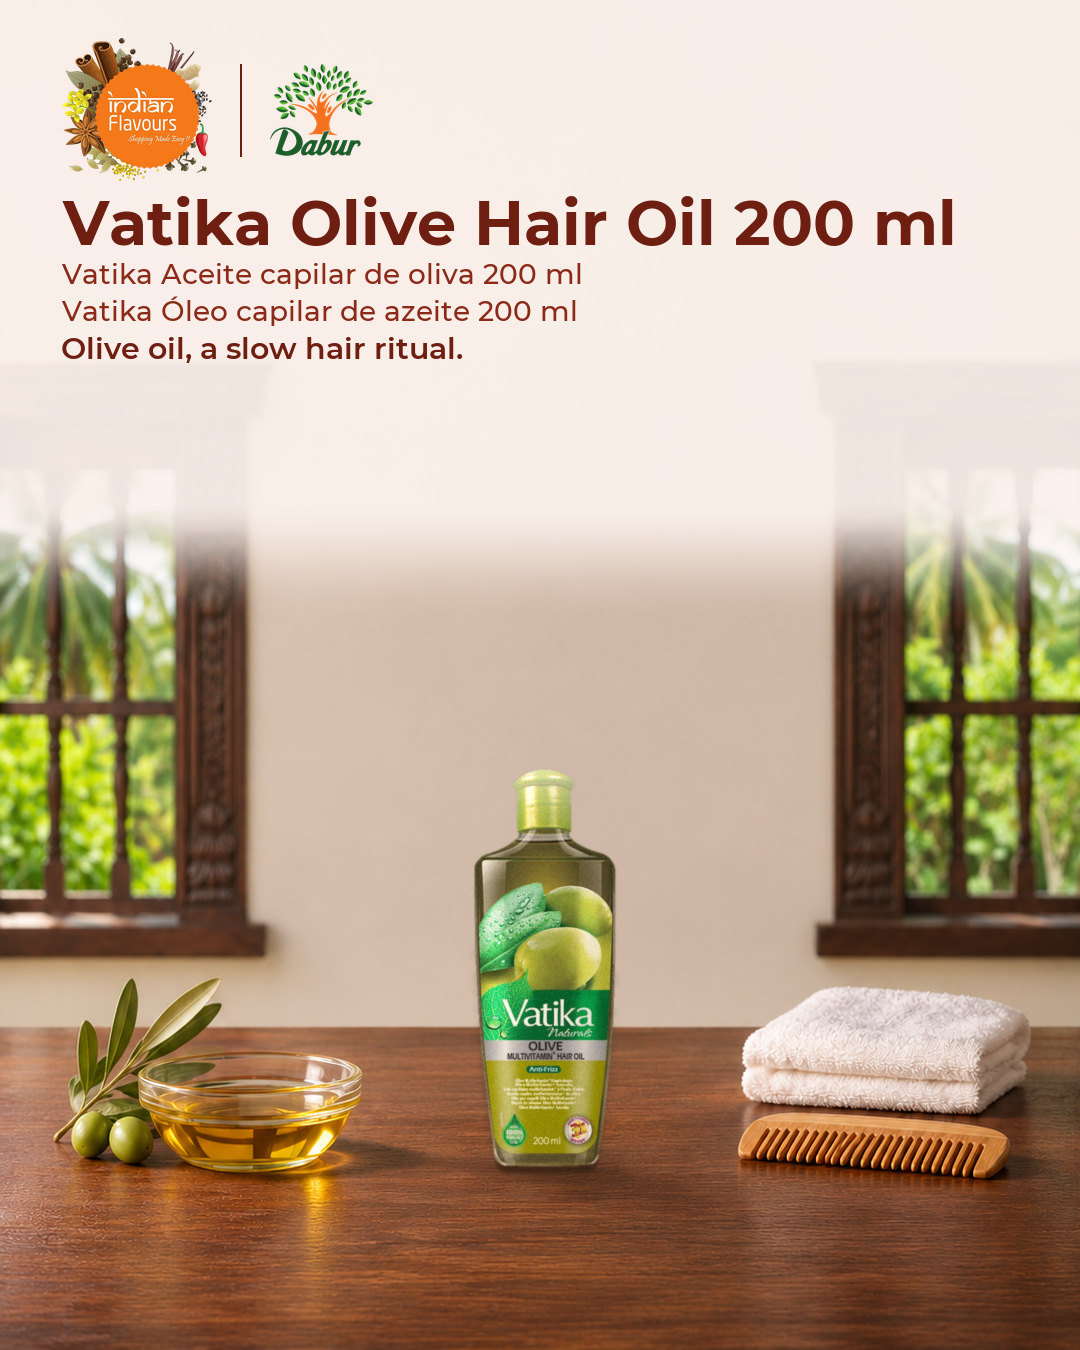 indian
Flavours
Shopping Made Easy !!
Dabur
Vatika Olive Hair Oil 200 ml
Vatika Aceite capilar de oliva 200 ml
Vatika Óleo capilar de azeite 200 ml
Olive oil, a slow hair ritual.
Vatika
Naturals
OLIVE
MULTIVITAMIN+ HAIR OIL
Anti-Frizz
200 ml